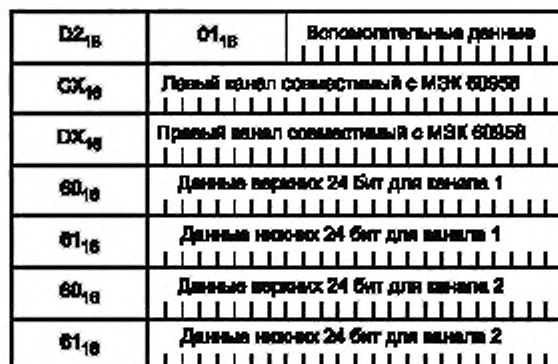 D2₁₆ 01₁₆ Вспомогательные данные
CX₁₆ Левый канал совместимый с МЭК 60958
DX₁₆ Правый канал совместимый с МЭК 60958
60₁₆ Данные верхних 24 бит для канала 1
61₁₆ Данные нижних 24 бит для канала 1
60₁₆ Данные верхних 24 бит для канала 2
61₁₆ Данные нижних 24 бит для канала 2